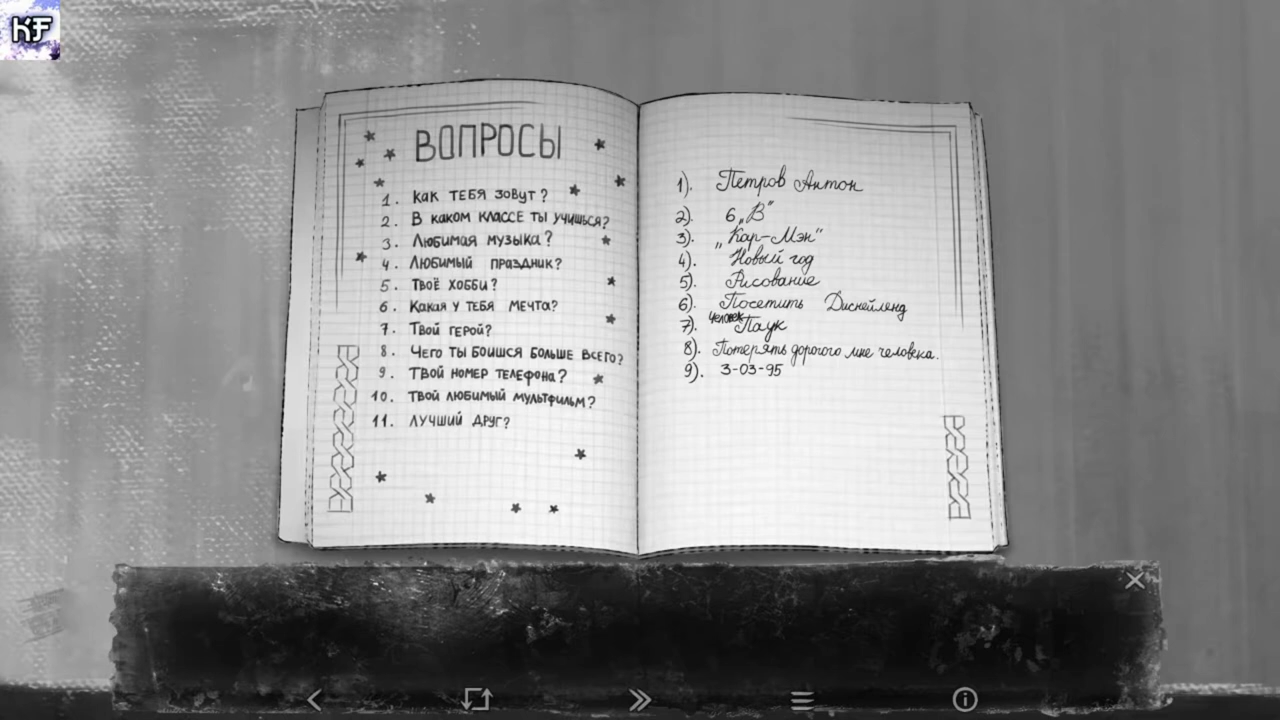 KF
ВОПРОСЫ
1. Как тебя зовут?
2. В каком классе ты учишься?
3. Любимая музыка?
4. Любимый праздник?
5. Твоё хобби?
6. Какая у тебя мечта?
7. Твой герой?
8. Чего ты боишся больше всего?
9. Твой номер телефона?
10. Твой любимый мультфильм?
11. Лучший друг?
1). Петров Антон
2). 6 „В"
3). „Кар-Мэн"
4). Новый год
5). Рисование
6). Посетить Диснейленд
7). Человек Паук
8). Потерять дорогого мне человека.
9). 3-03-95